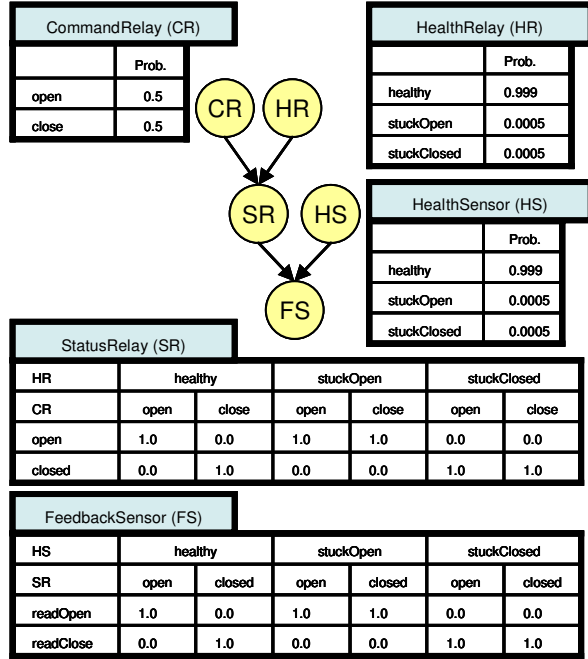 CommandRelay (CR)
Prob.
open 0.5
close 0.5
HealthRelay (HR)
Prob.
healthy 0.999
stuckOpen 0.0005
stuckClosed 0.0005
CR HR
SR HS
FS
HealthSensor (HS)
Prob.
healthy 0.999
stuckOpen 0.0005
stuckClosed 0.0005
StatusRelay (SR)
HR healthy stuckOpen stuckClosed
CR open close open close open close
open 1.0 0.0 1.0 1.0 0.0 0.0
closed 0.0 1.0 0.0 0.0 1.0 1.0
FeedbackSensor (FS)
HS healthy stuckOpen stuckClosed
SR open closed open closed open closed
readOpen 1.0 0.0 1.0 1.0 0.0 0.0
readClose 0.0 1.0 0.0 0.0 1.0 1.0